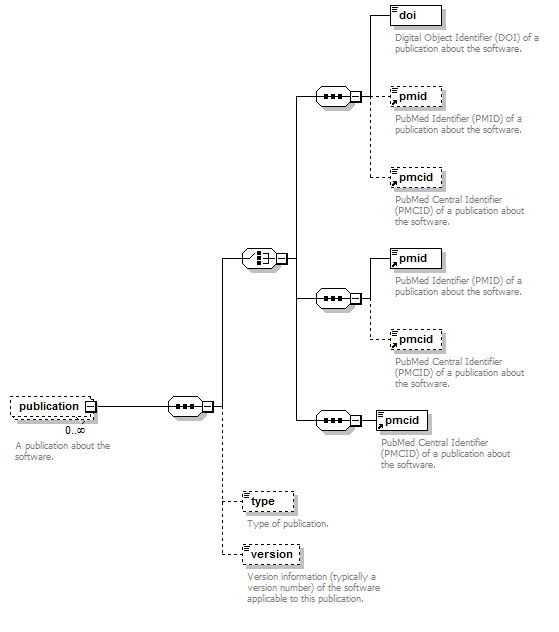 doi
Digital Object Identifier (DOI) of a
publication about the software.
pmid
PubMed Identifier (PMID) of a
publication about the software.
pmcid
PubMed Central Identifier
(PMCID) of a publication about
the software.
pmid
PubMed Identifier (PMID) of a
publication about the software.
pmcid
PubMed Central Identifier
(PMCID) of a publication about
the software.
publication
0..∞
A publication about the
software.
pmcid
PubMed Central Identifier
(PMCID) of a publication about
the software.
type
Type of publication.
version
Version information (typically a
version number) of the software
applicable to this publication.